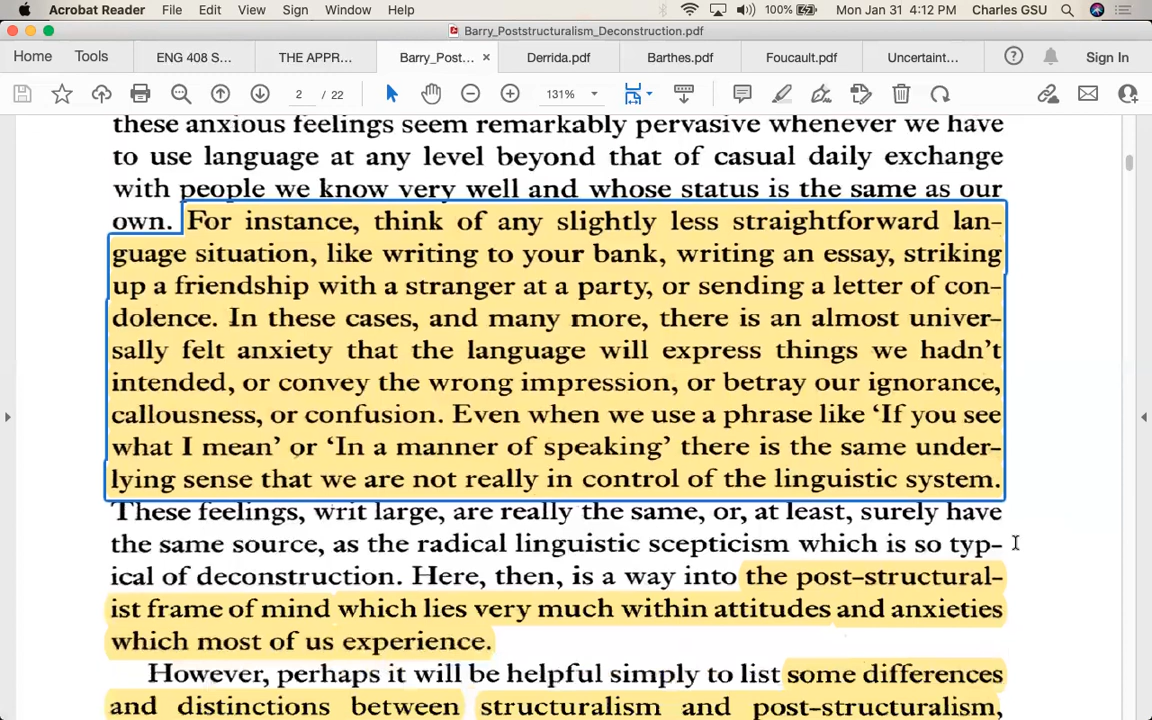 Acrobat Reader File Edit View Sign Window Help 100% Mon Jan 31 4:12 PM Charles GSU
Barry_Poststructuralism_Deconstruction.pdf
Home Tools ENG 408 S... THE APPR... Barry_Post... × Derrida.pdf Barthes.pdf Foucault.pdf Uncertaint... Sign In
2 / 22 131%
these anxious feelings seem remarkably pervasive whenever we have
to use language at any level beyond that of casual daily exchange
with people we know very well and whose status is the same as our
own. For instance, think of any slightly less straightforward lan-
guage situation, like writing to your bank, writing an essay, striking
up a friendship with a stranger at a party, or sending a letter of con-
dolence. In these cases, and many more, there is an almost univer-
sally felt anxiety that the language will express things we hadn't
intended, or convey the wrong impression, or betray our ignorance,
callousness, or confusion. Even when we use a phrase like ‘If you see
what I mean’ or ‘In a manner of speaking’ there is the same under-
lying sense that we are not really in control of the linguistic system.
These feelings, writ large, are really the same, or, at least, surely have
the same source, as the radical linguistic scepticism which is so typ-
ical of deconstruction. Here, then, is a way into the post-structural-
ist frame of mind which lies very much within attitudes and anxieties
which most of us experience.
However, perhaps it will be helpful simply to list some differences
and distinctions between structuralism and post-structuralism,